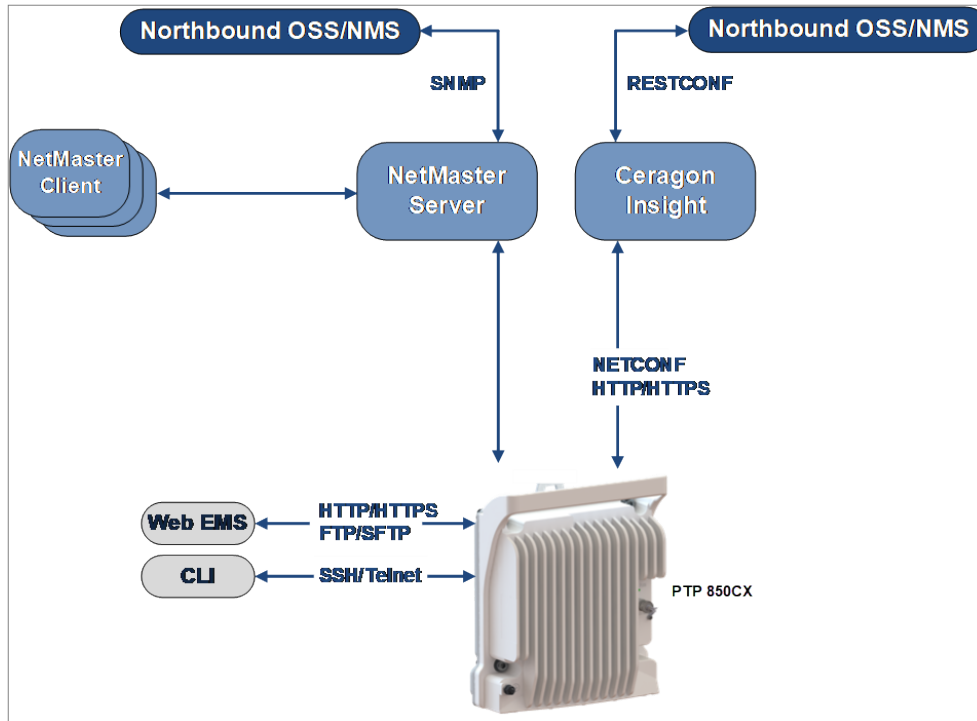 Northbound OSS/NMS
Northbound OSS/NMS
SNMP
RESTCONF
NetMaster
Client
NetMaster
Server
Ceragon
Insight
NETCONF
HTTP/HTTPS
Web EMS
HTTP/HTTPS
FTP/SFTP
CLI
SSH/Telnet
PTP 850CX